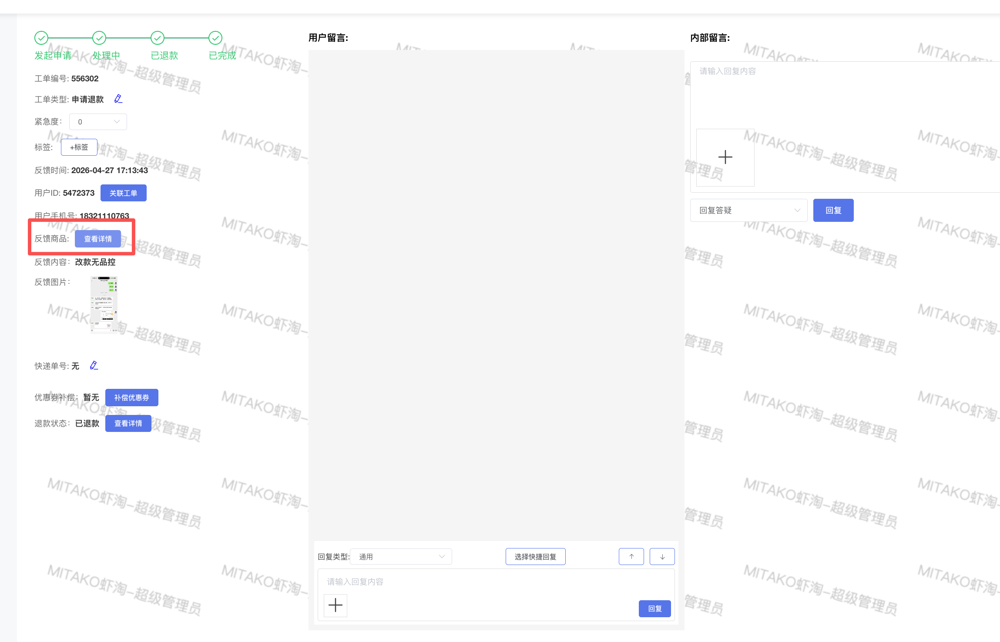 发起申请
处理中
已退款
已完成
工单编号: 556302
工单类型: 申请退款
紧急度: 0
标签: +标签
反馈时间: 2026-04-27 17:13:43
用户ID: 5472373 关联工单
用户手机号: 18321110763
反馈商品: 查看详情
反馈内容: 改款无品控
反馈图片:
快递单号: 无
优惠券补偿: 暂无 补偿优惠券
退款状态: 已退款 查看详情
用户留言:
回复类型: 通用
选择快捷回复
↑
↓
请输入回复内容
回复
内部留言:
请输入回复内容
回复答疑
回复
MITAKO虾淘-超级管理员